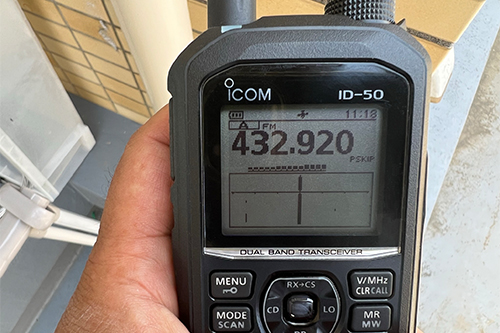 ICOM ID-50
11:18
A FM
432.920
PSKIP
DUAL BAND TRANSCEIVER
MENU RX→CS V/MHz
CLR CALL
CD LO
MODE
SCAN
DR
MR
MW